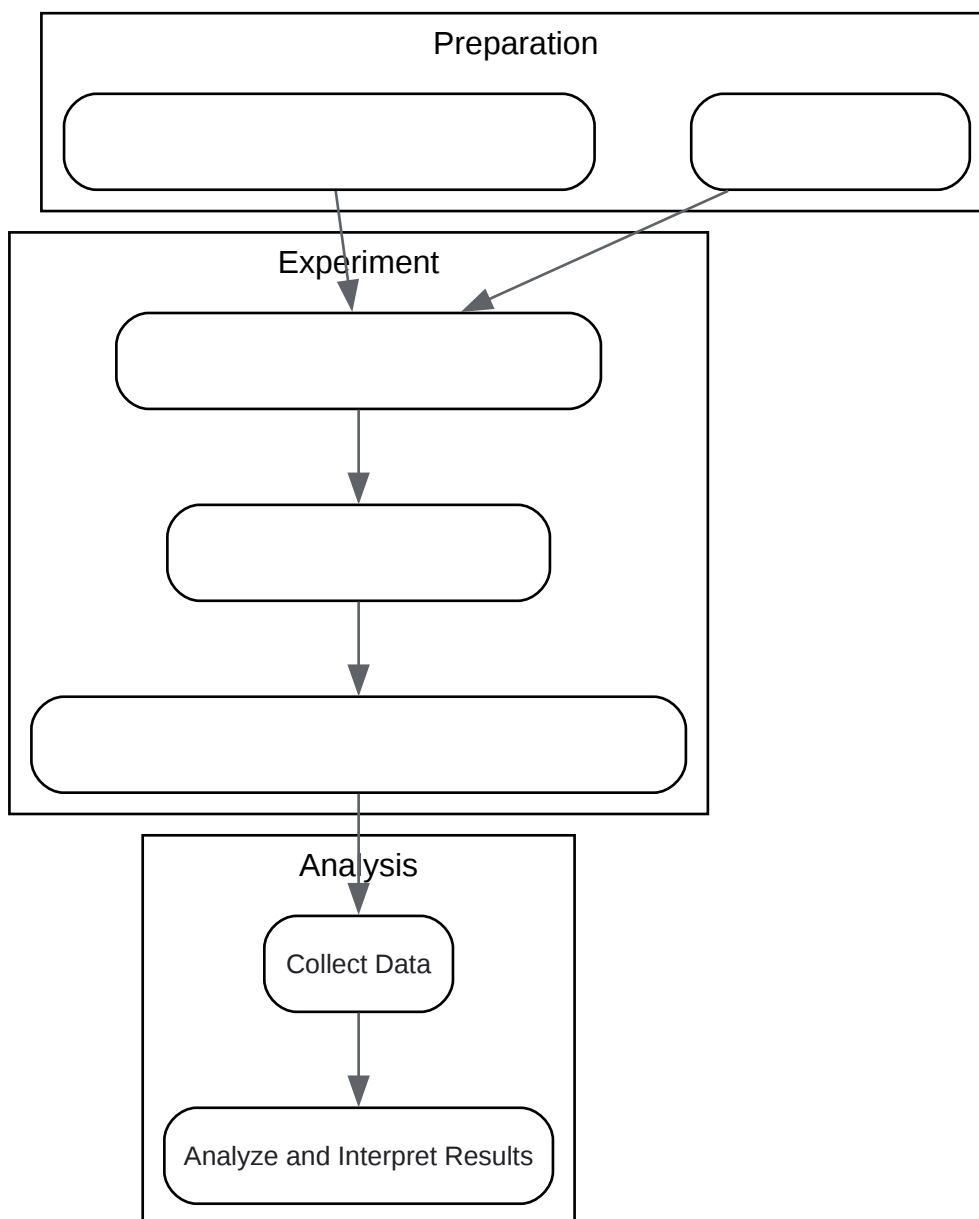 Preparation
Experiment
Analysis
Collect Data
Analyze and Interpret Results